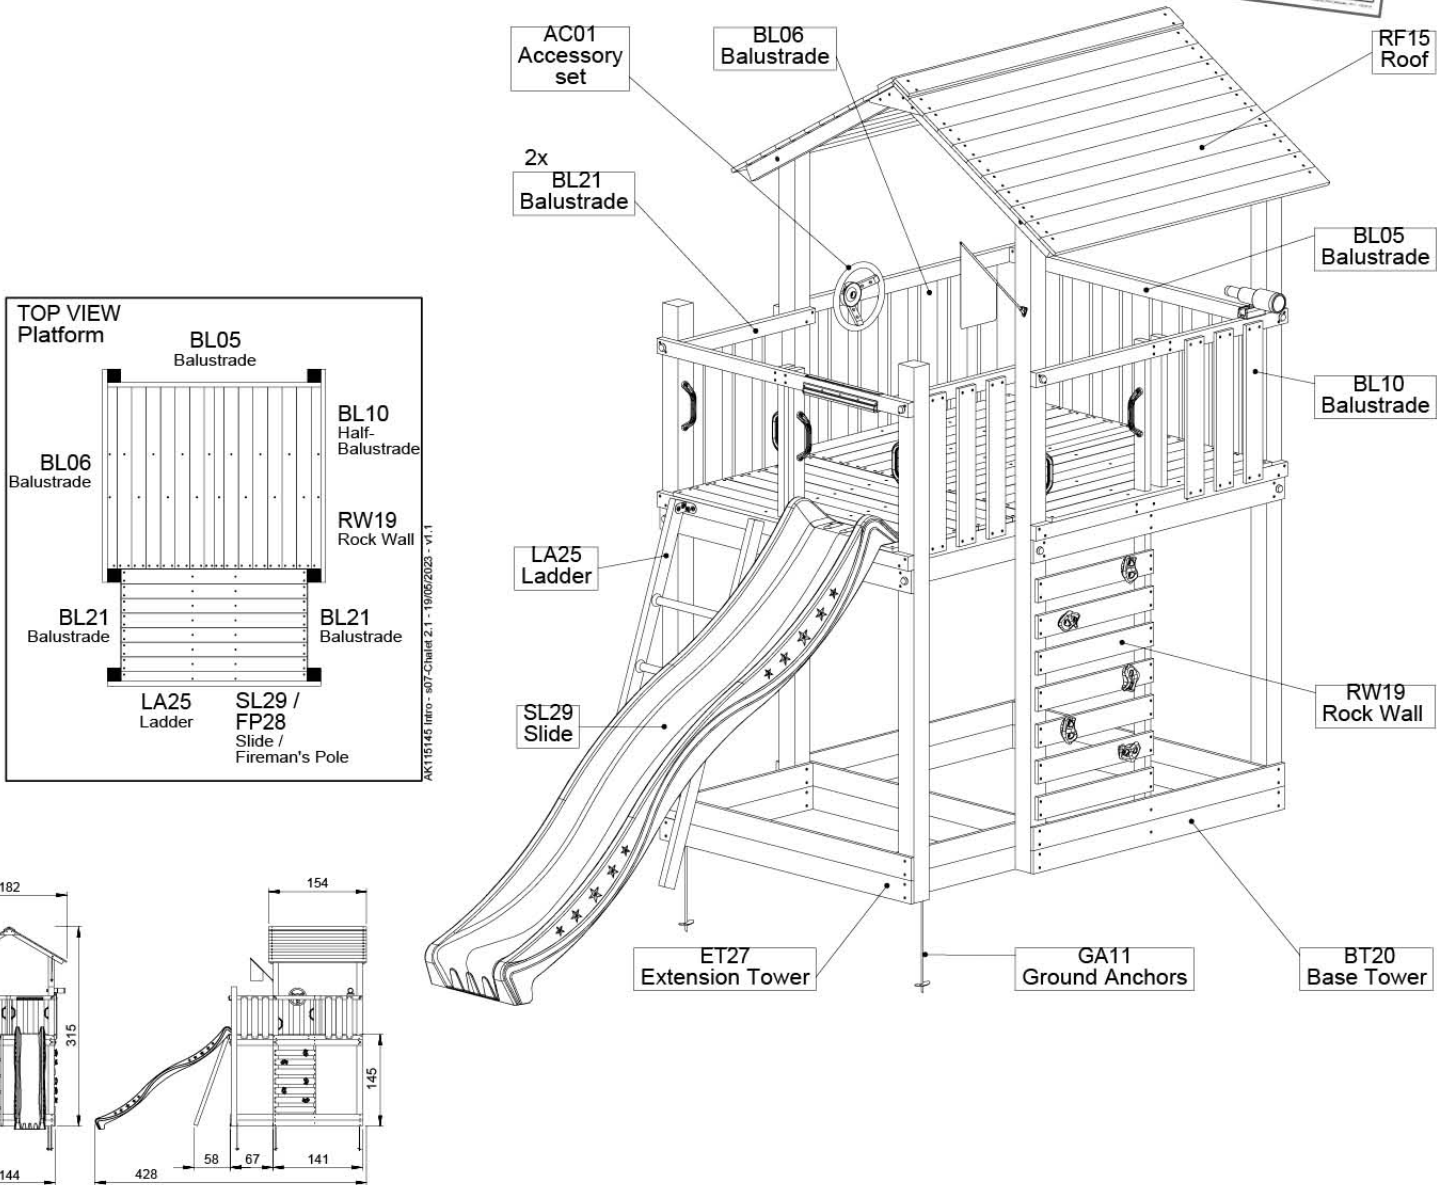 AC01
Accessory
set
BL06
Balustrade
RF15
Roof
2x
BL21
Balustrade
BL05
Balustrade
BL10
Balustrade
LA25
Ladder
SL29
Slide
RW19
Rock Wall
ET27
Extension Tower
GA11
Ground Anchors
BT20
Base Tower
TOP VIEW
Platform
BL05
Balustrade
BL10
Half-
Balustrade
BL06
Balustrade
RW19
Rock Wall
BL21
Balustrade
BL21
Balustrade
LA25
Ladder
SL29 /
FP28
Slide /
Fireman's Pole
AK115145 Intro - s07-Chalet 2.1 - 19/05/2023 - v1.1
182
315
144
154
145
58
67
141
428